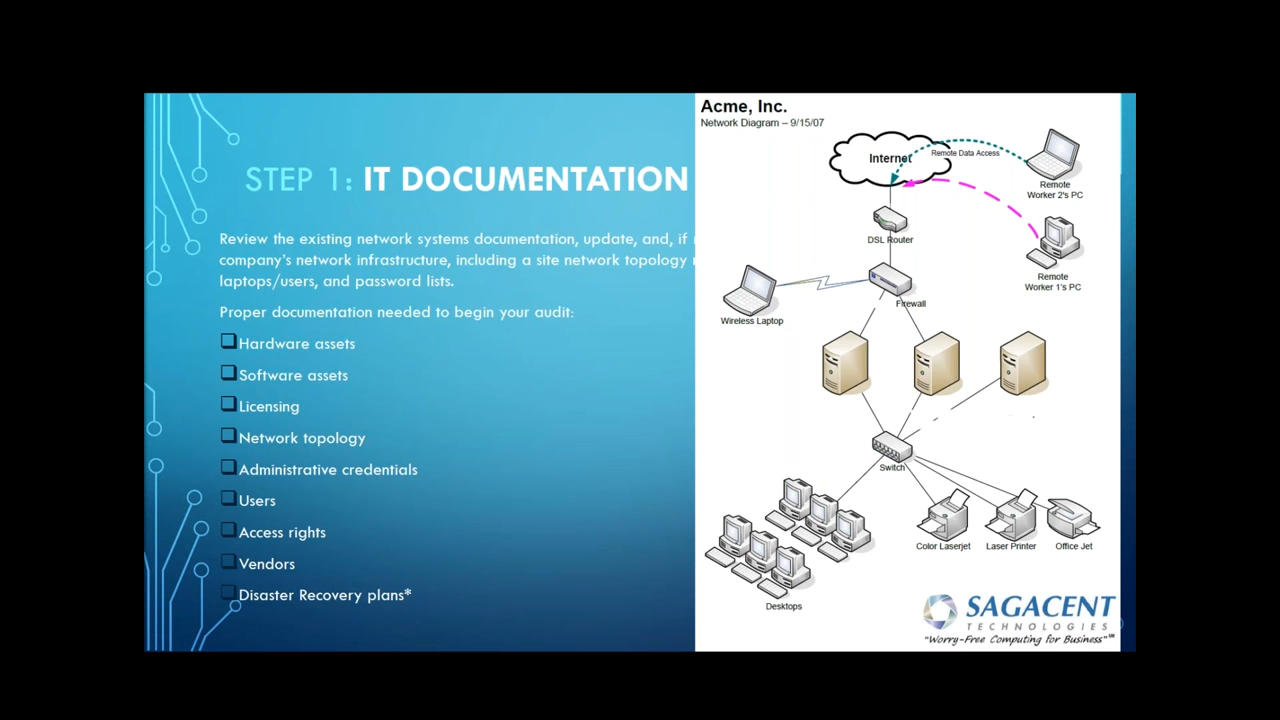 STEP 1: IT DOCUMENTATION
Review the existing network systems documentation, update, and, if
company's network infrastructure, including a site network topology
laptops/users, and password lists.
Proper documentation needed to begin your audit:
Hardware assets
Software assets
Licensing
Network topology
Administrative credentials
Users
Access rights
Vendors
Disaster Recovery plans*
Acme, Inc.
Network Diagram – 9/15/07
Internet
Remote Data Access
Remote
Worker 2's PC
DSL Router
Remote
Worker 1's PC
Firewall
Wireless Laptop
Switch
Color Laserjet
Laser Printer
Office Jet
Desktops
SAGACENT
TECHNOLOGIES
"Worry-Free Computing for Business"℠